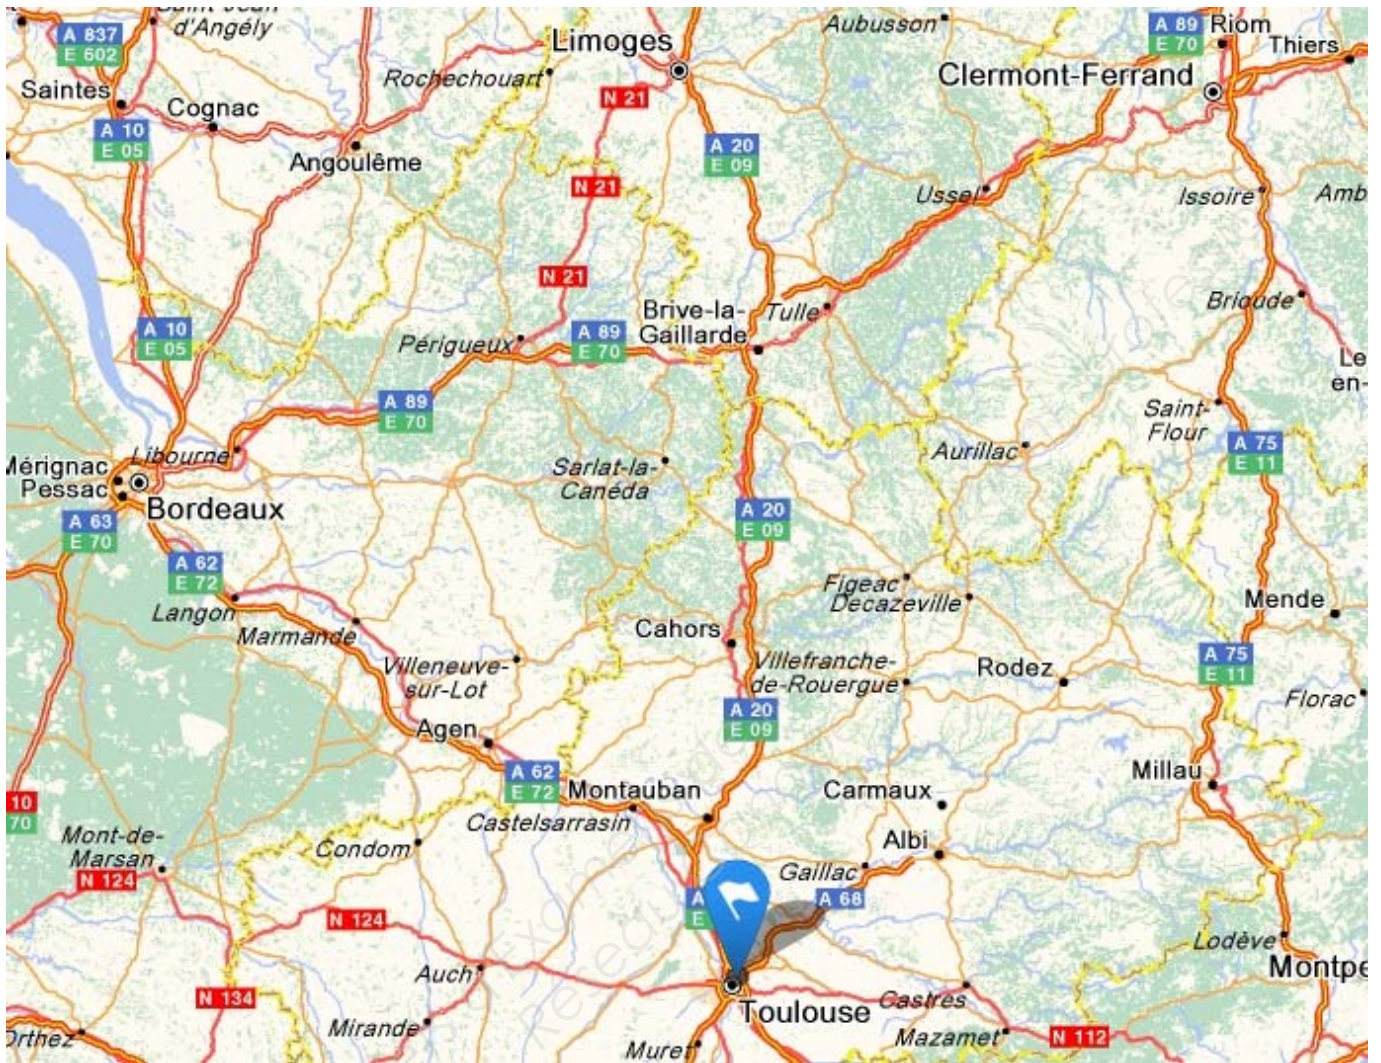 Saint-Jean
d'Angély
A 837
E 602
Limoges
Aubusson
A 89
E 70
Riom
Thiers
Rochechouart
Clermont-Ferrand
Saintes
Cognac
N 21
A 10
E 05
Angoulême
A 20
E 09
N 21
Ussel
Issoire
Amb
N 21
Brive-la-
Gaillarde
Tulle
Brioude
A 10
E 05
Périgueux
A 89
E 70
Le
en-
A 89
E 70
Saint-
Flour
Libourne
Aurillac
A 75
E 11
Mérignac
Pessac
Sarlat-la-
Canéda
Bordeaux
A 63
E 70
A 20
E 09
A 62
E 72
Figeac
Decazeville
Langon
Mende
Marmande
Cahors
Villeneuve-
sur-Lot
Villefranche-
de-Rouergue
Rodez
A 75
E 11
Florac
A 20
E 09
Agen
A 62
E 72
Montauban
Millau
10
70
Carmaux
Castelsarrasin
Mont-de-
Marsan
Condom
Albi
N 124
Gaillac
A
E
A 68
N 124
Lodève
Auch
Montpe
N 134
Castres
Toulouse
Orthez
Mirande
Mazamet
N 112
Muret